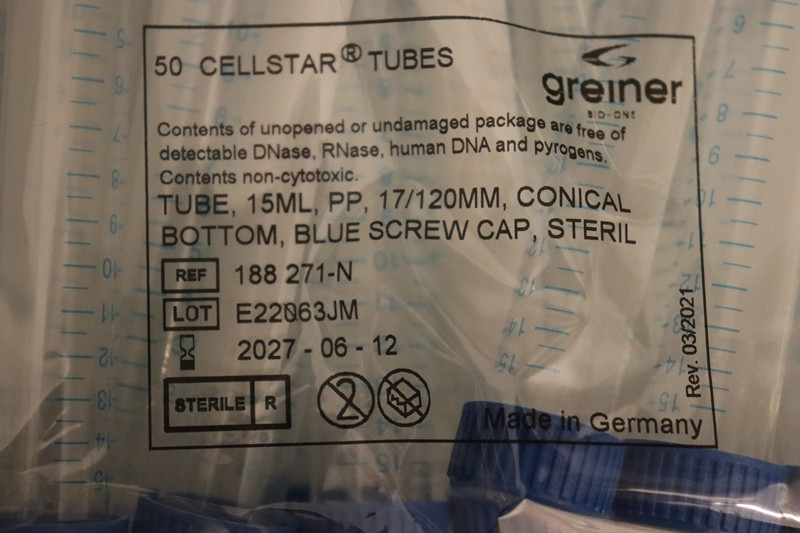 50 CELLSTAR® TUBES
greiner
BIO-ONE
Contents of unopened or undamaged package are free of
detectable DNase, RNase, human DNA and pyrogens.
Contents non-cytotoxic.
TUBE, 15ML, PP, 17/120MM, CONICAL
BOTTOM, BLUE SCREW CAP, STERIL
REF 188 271-N
LOT E22063JM
2027 - 06 - 12
STERILE R
2
Made in Germany
Rev. 03/2021